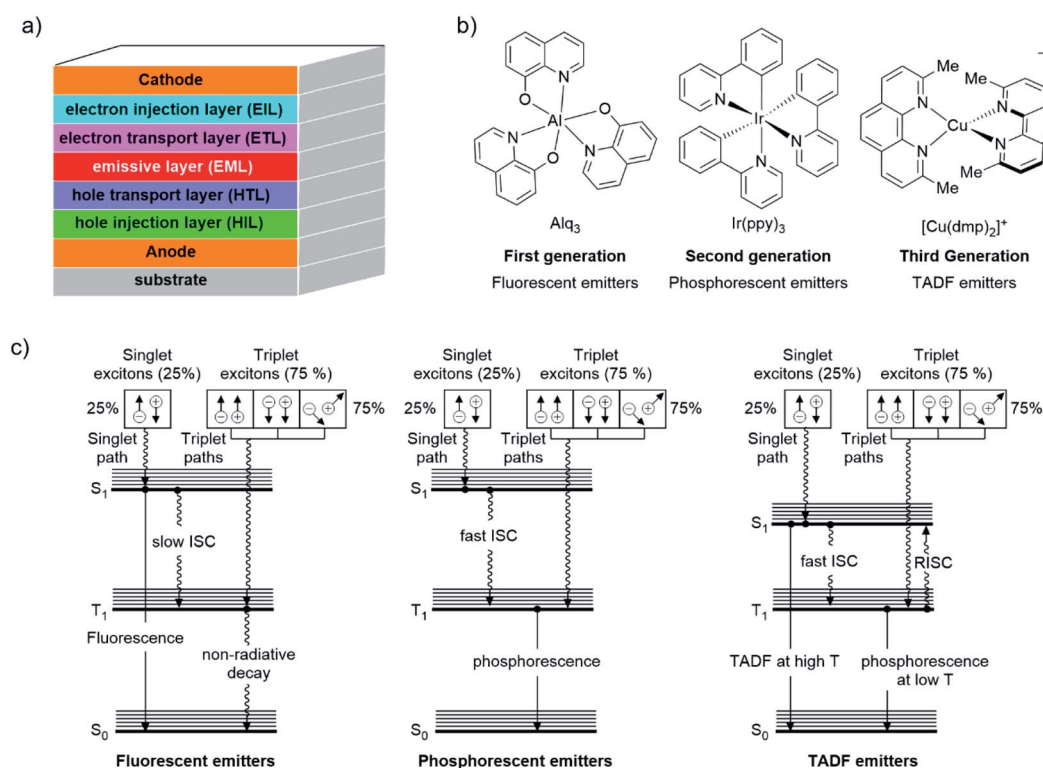 a)
Cathode
electron injection layer (EIL)
electron transport layer (ETL)
emissive layer (EML)
hole transport layer (HTL)
hole injection layer (HIL)
Anode
substrate
b)
N
O
N
Al
O
N
O
N
N
Ir
N
Me
N
N
Cu
Me
Me
N
N
Me
Alq3
Ir(ppy)3
[Cu(dmp)2]+
First generation
Second generation
Third Generation
Fluorescent emitters
Phosphorescent emitters
TADF emitters
c)
Singlet
excitons (25%)
Triplet
excitons (75 %)
25%
75%
Singlet
path
Triplet
paths
S1
slow ISC
T1
Fluorescence
non-radiative
decay
S0
Fluorescent emitters
Singlet
excitons (25%)
Triplet
excitons (75 %)
25%
75%
Singlet
path
Triplet
paths
S1
fast ISC
T1
phosphorescence
S0
Phosphorescent emitters
Singlet
excitons (25%)
Triplet
excitons (75 %)
25%
75%
Singlet
path
Triplet
paths
S1
fast ISC
RISC
T1
TADF at high T
phosphorescence
at low T
S0
TADF emitters